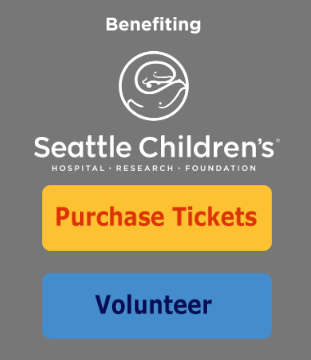 Benefiting
Seattle Children's®
HOSPITAL • RESEARCH • FOUNDATION
Purchase Tickets
Volunteer